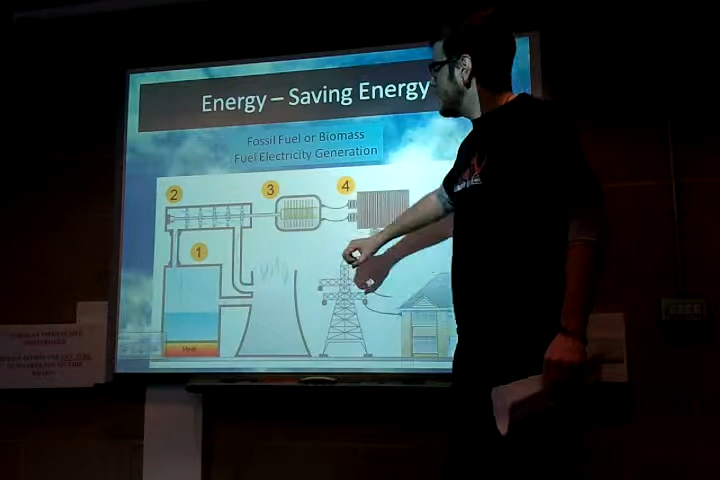 Energy – Saving Energy
Fossil Fuel or Biomass
Fuel Electricity Generation
2
3
4
1
Heat